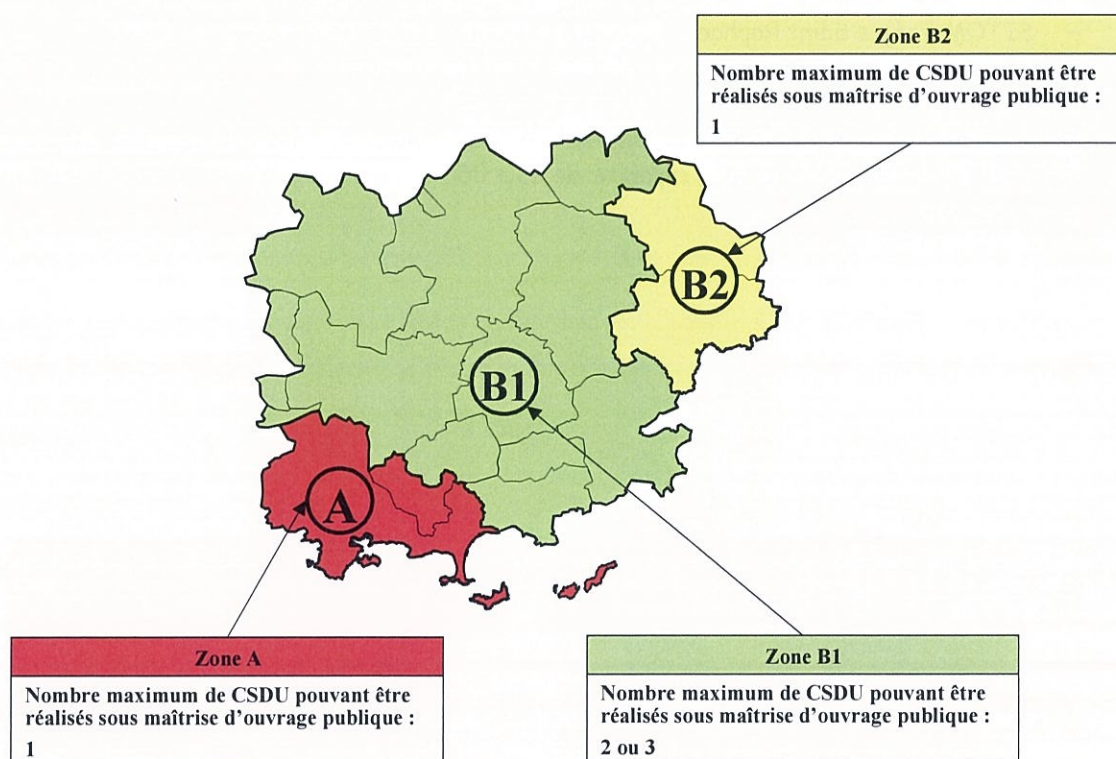 Zone B2
Nombre maximum de CSDU pouvant être
réalisés sous maîtrise d'ouvrage publique :
1
B2
B1
A
Zone A
Nombre maximum de CSDU pouvant être
réalisés sous maîtrise d'ouvrage publique :
1
Zone B1
Nombre maximum de CSDU pouvant être
réalisés sous maîtrise d'ouvrage publique :
2 ou 3